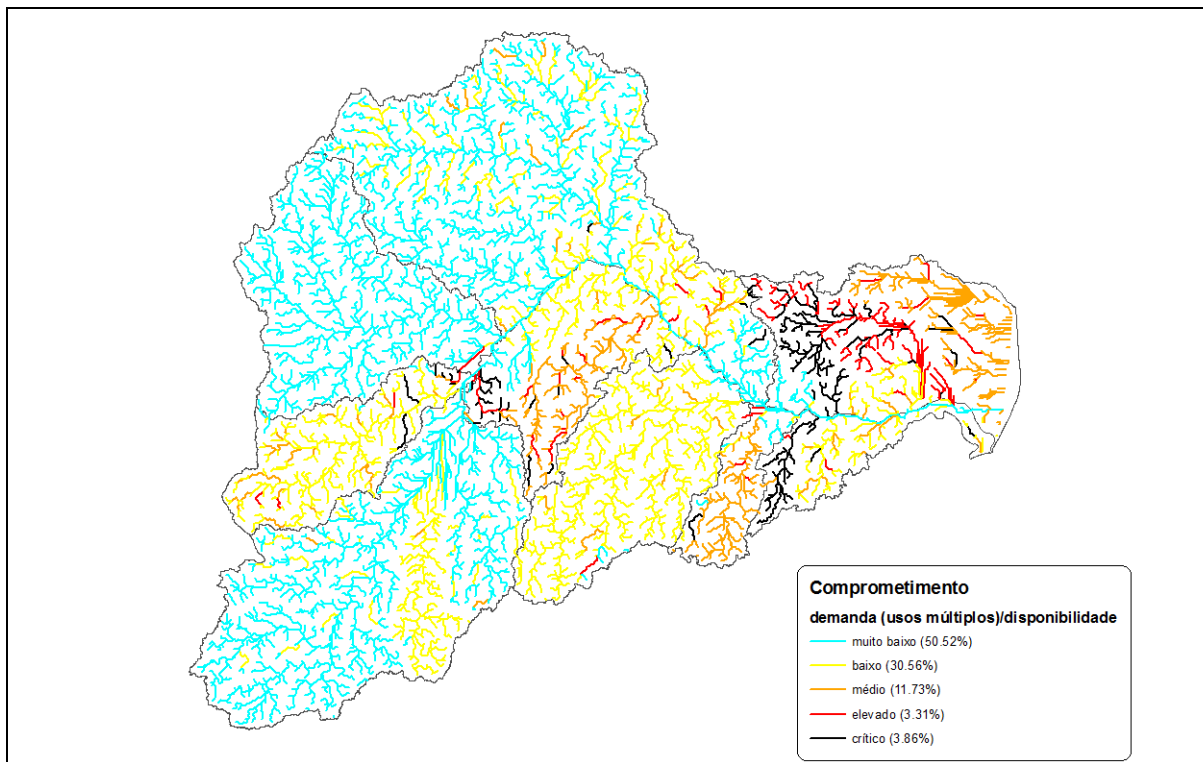 Comprometimento
demanda (usos múltiplos)/disponibilidade
muito baixo (50.52%)
baixo (30.56%)
médio (11.73%)
elevado (3.31%)
crítico (3.86%)